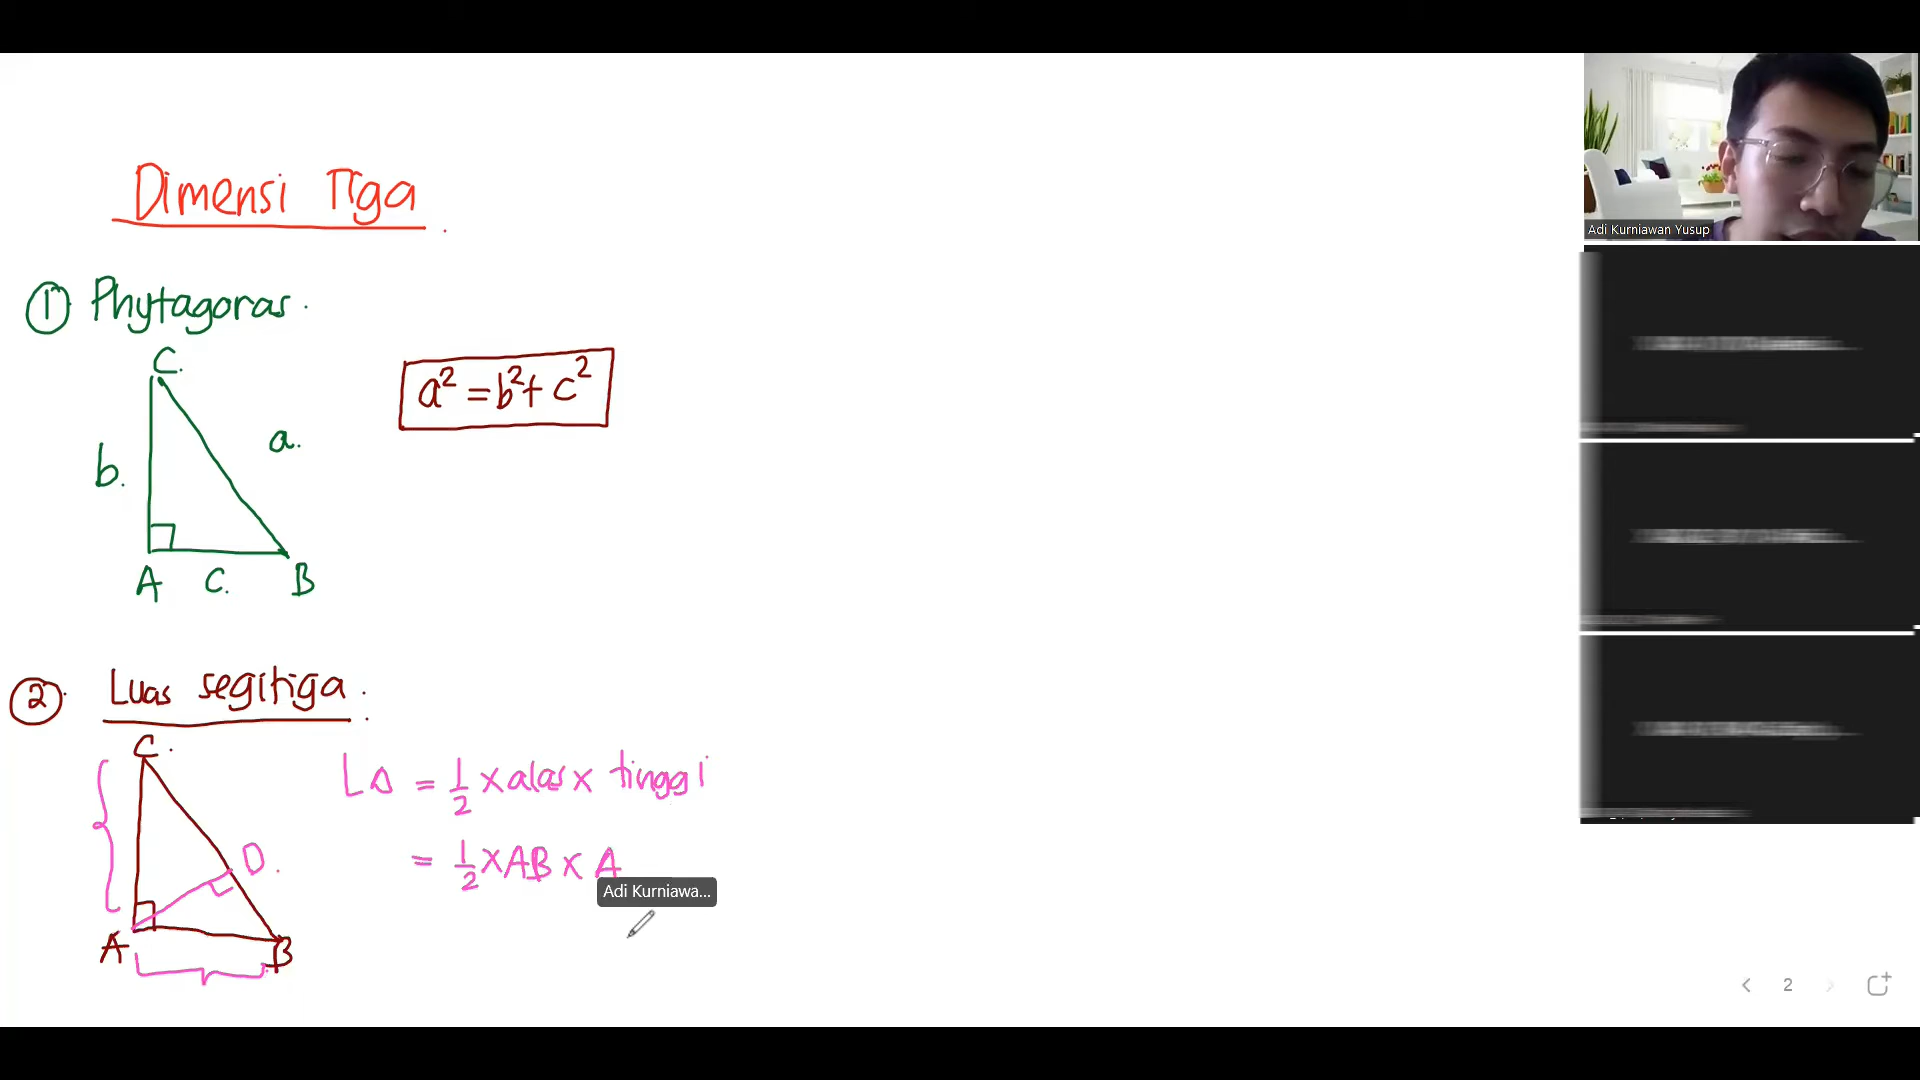 Dimensi Tiga.
Adi Kurniawan Yusup
① Phytagoras.
C.
a² = b² + c²
a.
b.
A c. B
② Luas segitiga.
C.
L∆ = 1/2 x alas x tinggi
D.
= 1/2 x AB x A
Adi Kurniawa...
A
B
< 2 >